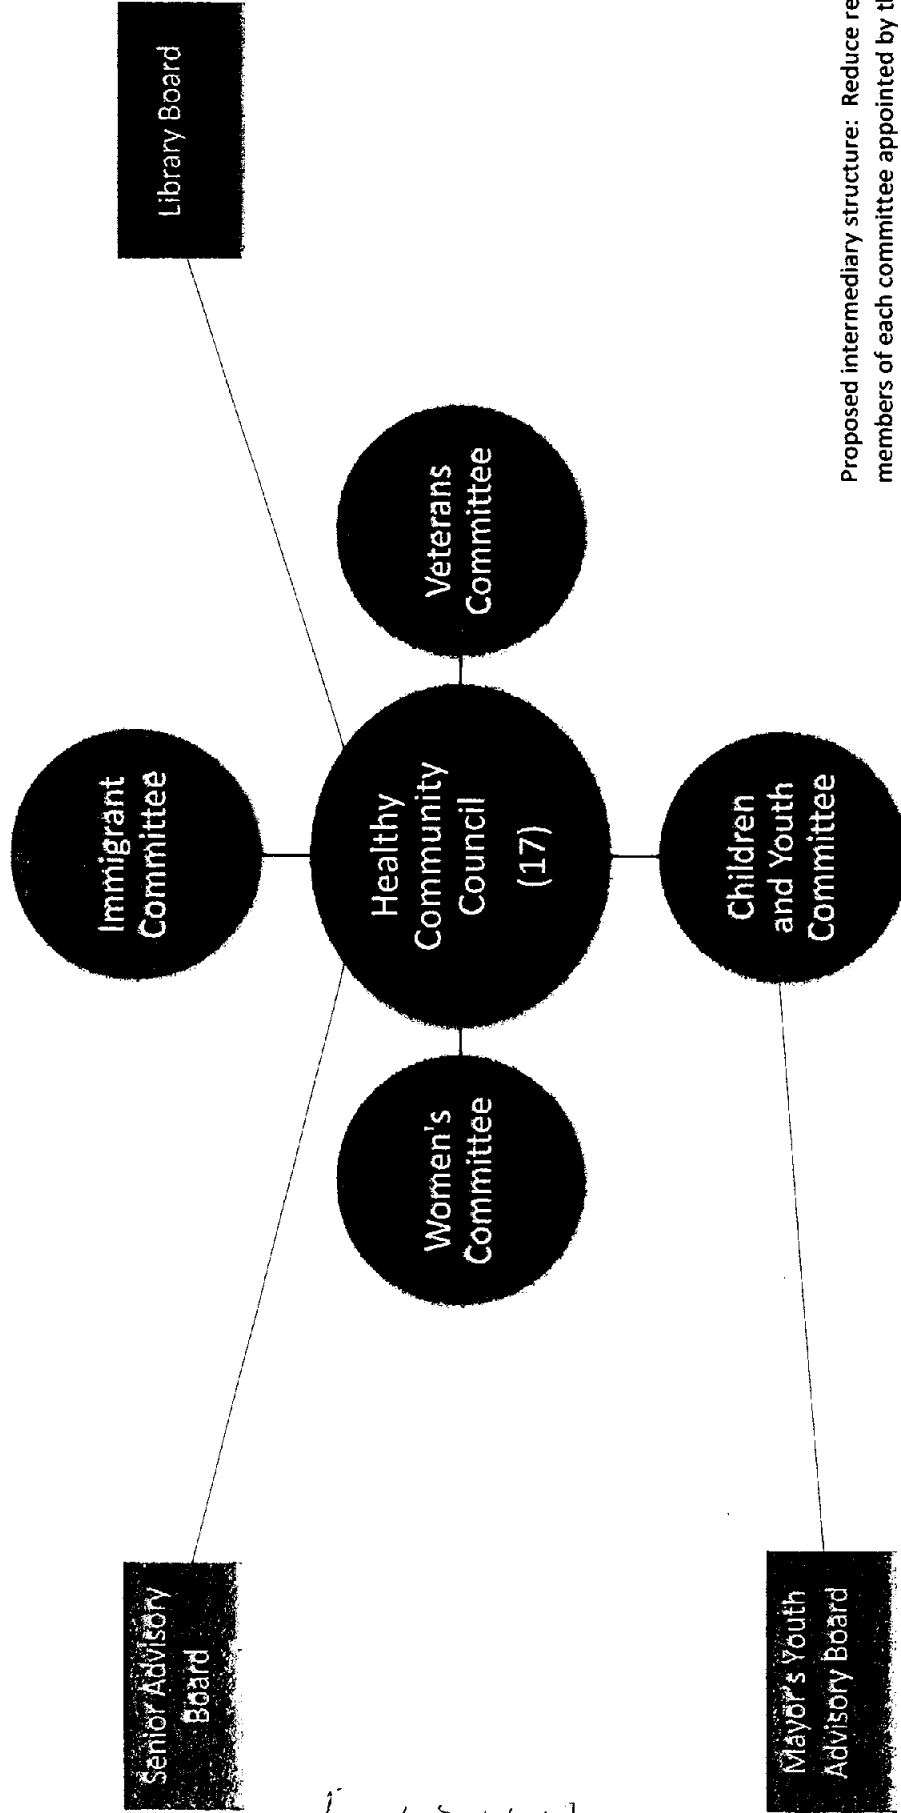 Senior Advisory
Board
Immigrant
Committee
Library Board
Women's
Committee
Healthy
Community
Council
(17)
Veterans
Committee
Mayor's Youth
Advisory Board
Children
and Youth
Committee
Proposed intermediary structure: Reduce
members of each committee appointed by